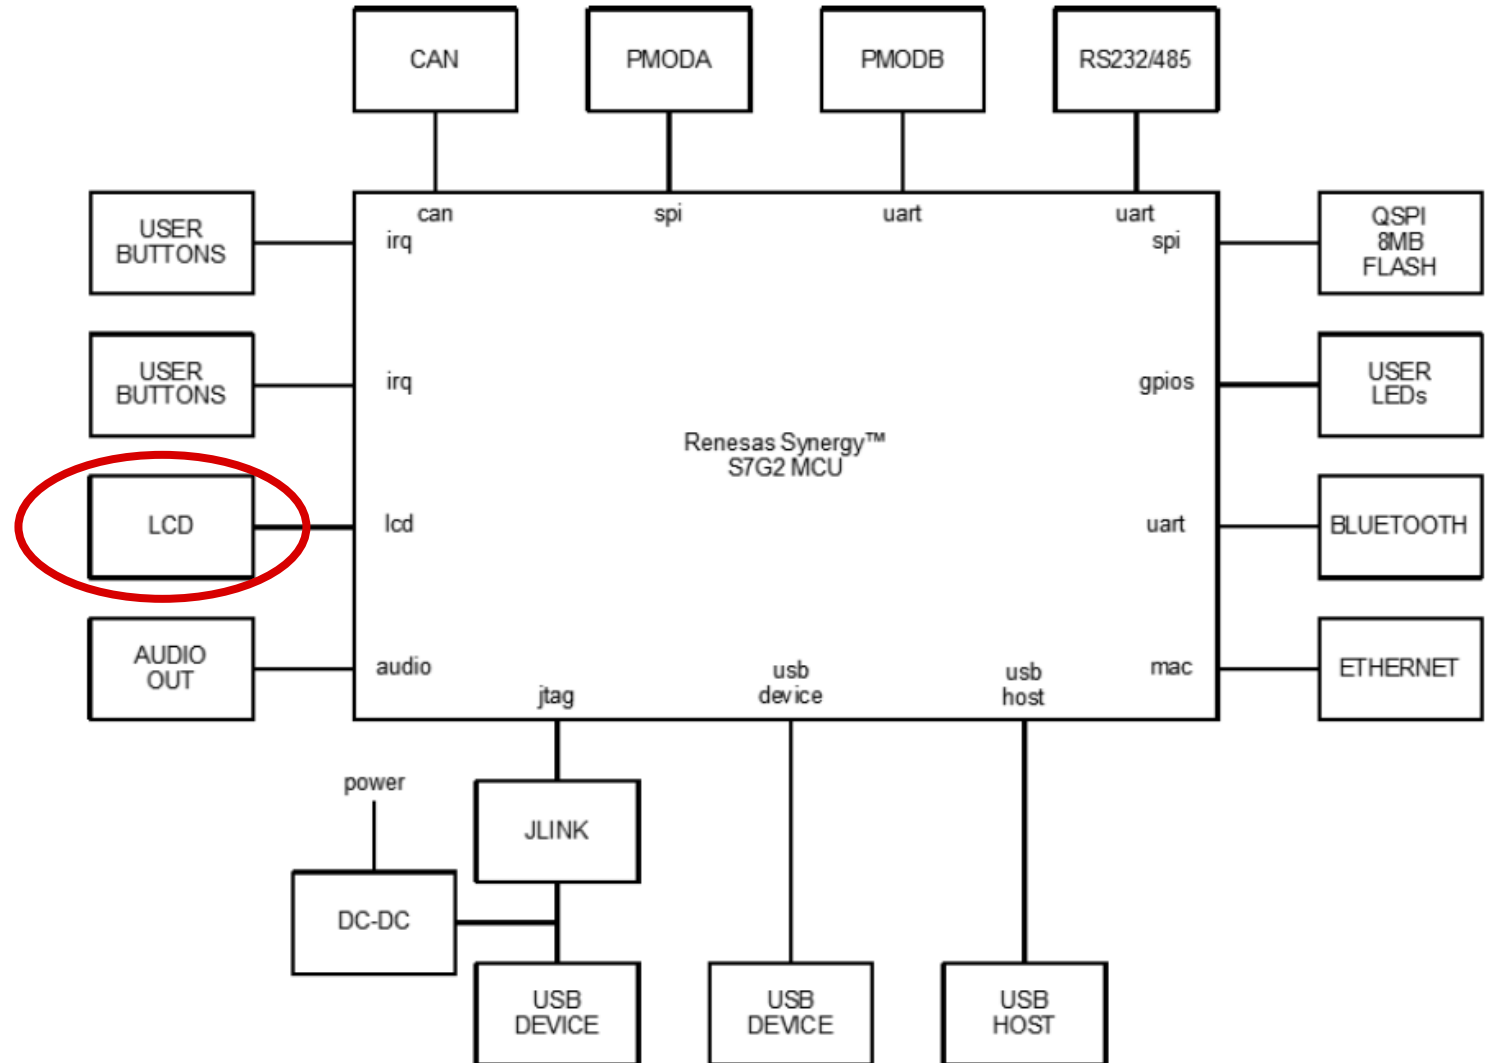 CAN
PMODA
PMODB
RS232/485
can
spi
uart
uart
USER
BUTTONS
irq
spi
QSPI
8MB
FLASH
USER
BUTTONS
irq
gpios
USER
LEDs
Renesas Synergy™
S7G2 MCU
LCD
lcd
uart
BLUETOOTH
AUDIO
OUT
audio
mac
ETHERNET
jtag
usb
device
usb
host
power
JLINK
DC-DC
USB
DEVICE
USB
DEVICE
USB
HOST